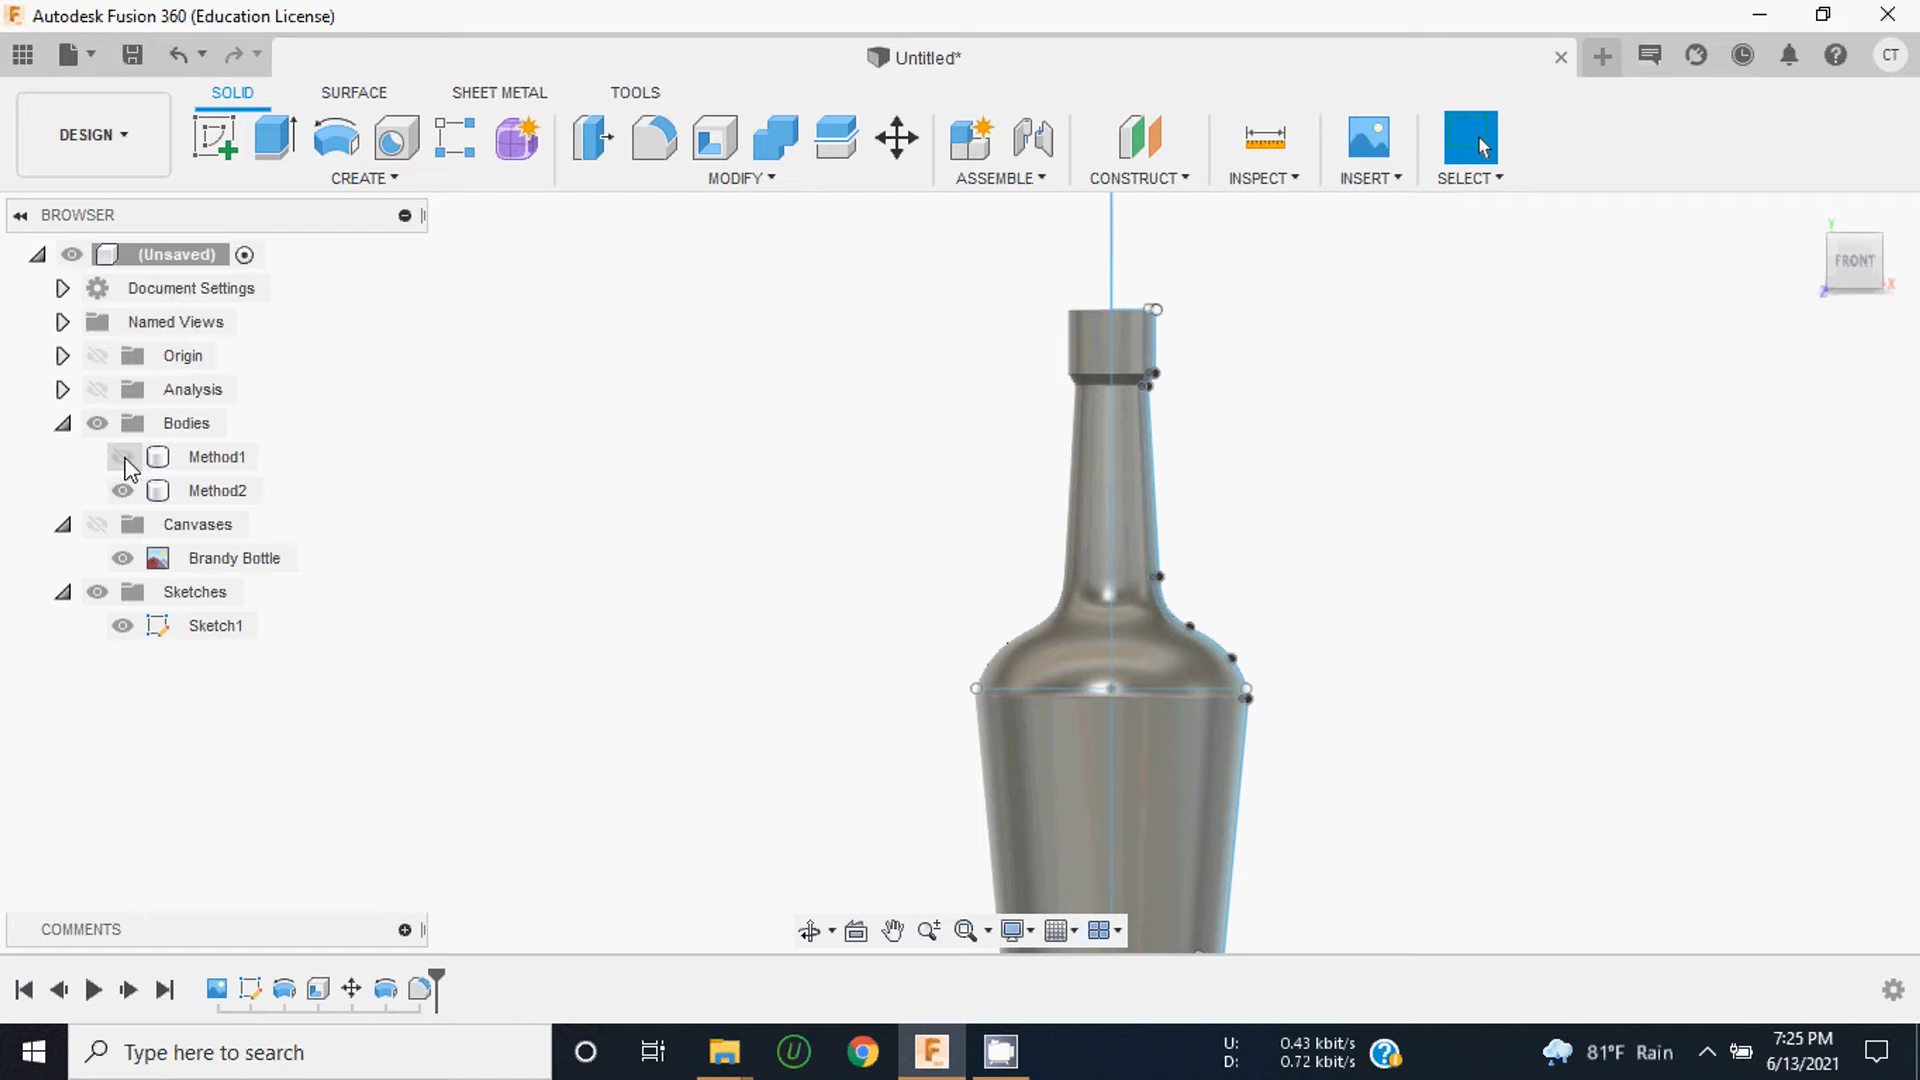 Autodesk Fusion 360 (Education License)
Untitled*
CT
SOLID SURFACE SHEET METAL TOOLS
DESIGN
CREATE MODIFY ASSEMBLE CONSTRUCT INSPECT INSERT SELECT
BROWSER
(Unsaved)
Document Settings
Named Views
Origin
Analysis
Bodies
Method1
Method2
Canvases
Brandy Bottle
Sketches
Sketch1
Y
FRONT
X
Z
COMMENTS
Type here to search
U: 0.43 kbit/s
D: 0.72 kbit/s
81°F Rain
7:25 PM
6/13/2021